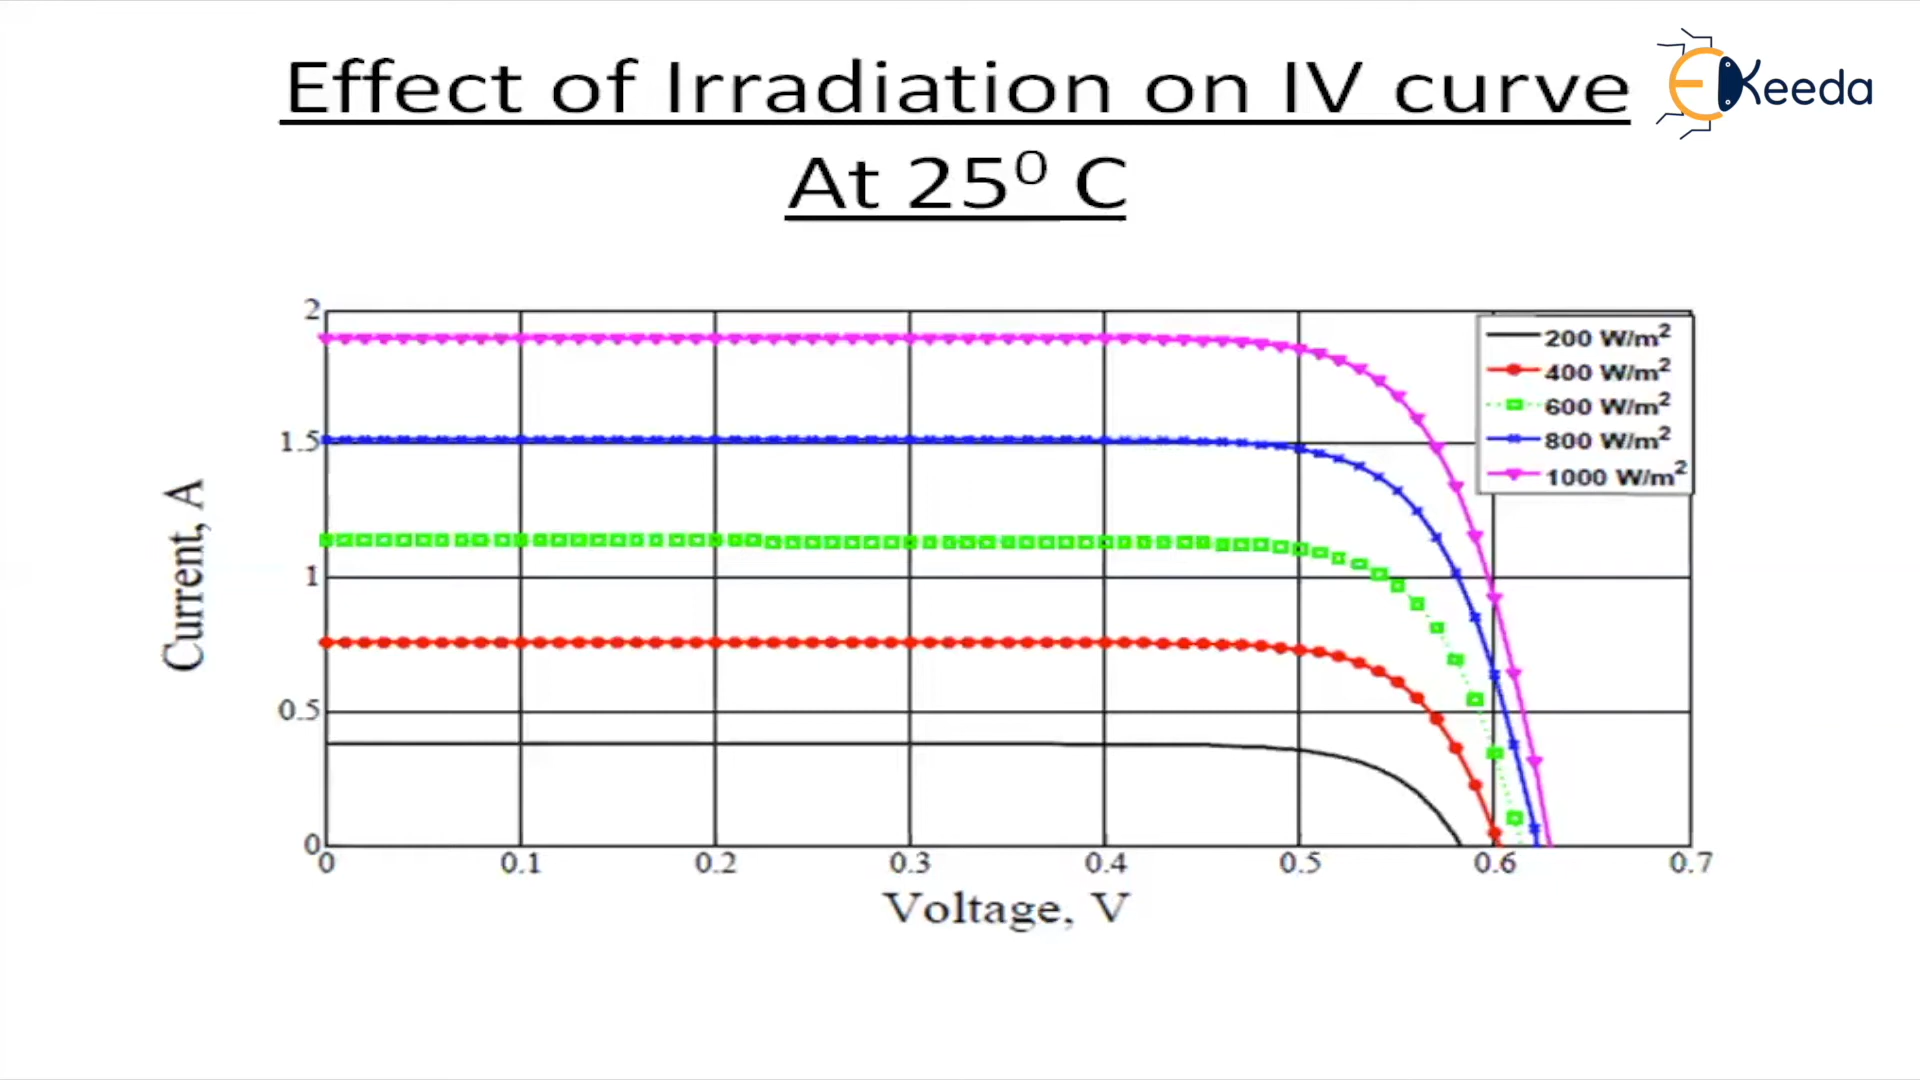 Effect of Irradiation on IV curve
EKeeda
At 25⁰ C
2
1.5
1
0.5
0
Current, A
200 W/m²
400 W/m²
600 W/m²
800 W/m²
1000 W/m²
0 0.1 0.2 0.3 0.4 0.5 0.6 0.7
Voltage, V